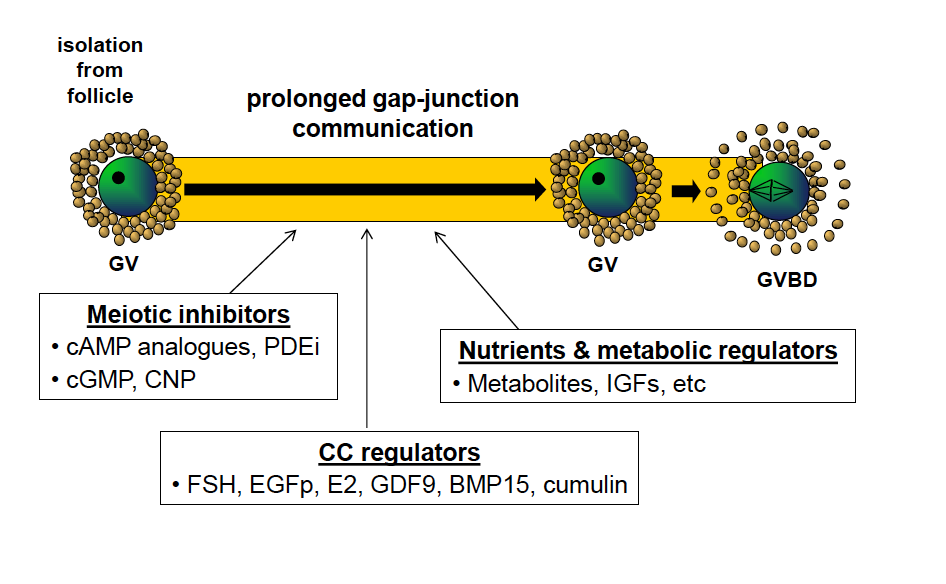 isolation
from
follicle
prolonged gap-junction
communication
GV
GV
GVBD
Meiotic inhibitors
• cAMP analogues, PDEi
• cGMP, CNP
Nutrients & metabolic regulators
• Metabolites, IGFs, etc
CC regulators
• FSH, EGFp, E2, GDF9, BMP15, cumulin